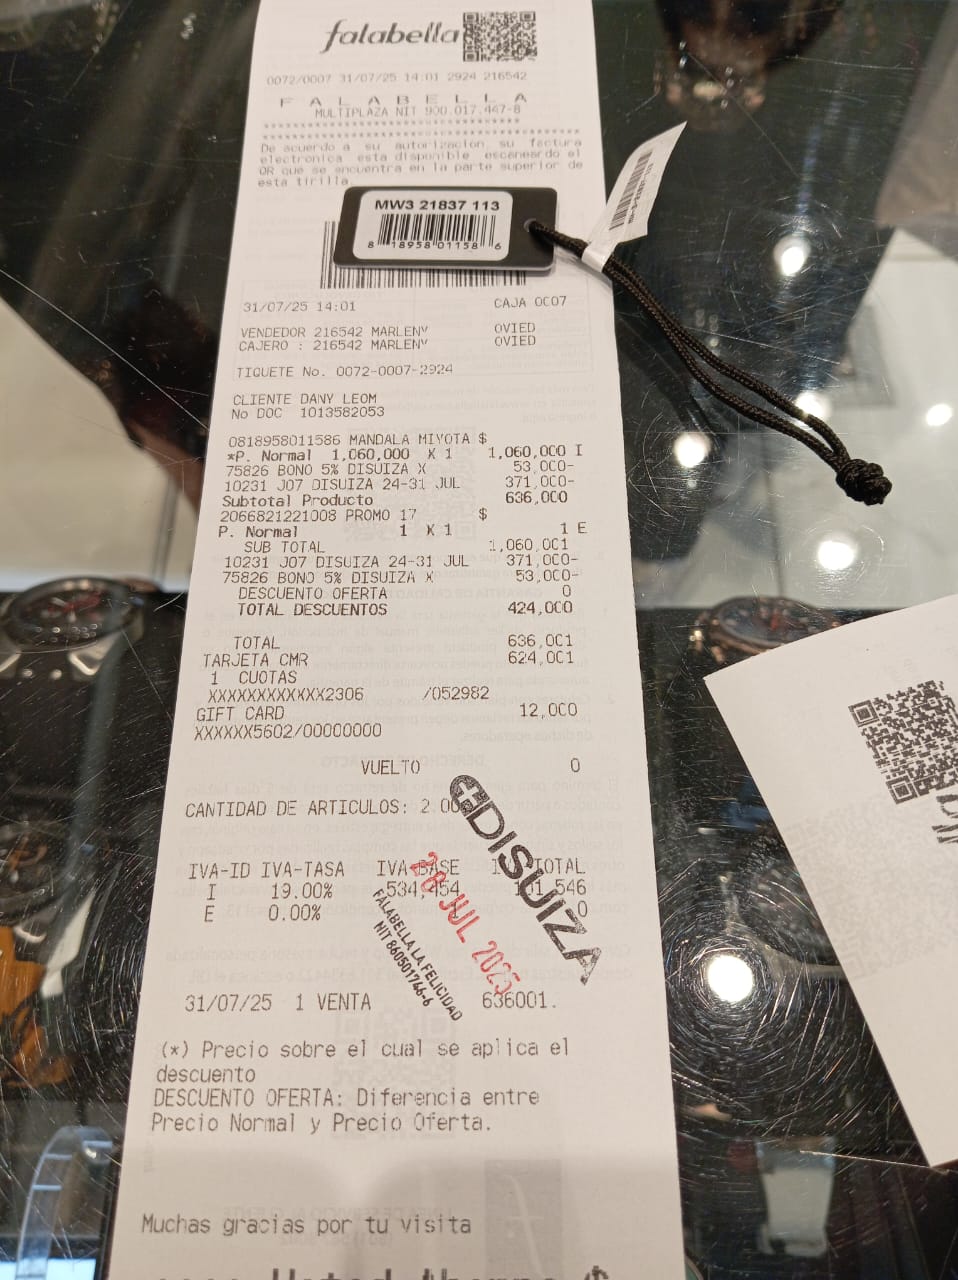 falabella
0072/0007 31/07/25 14:01 2924 216542
F A L A B E L L A
MULTIPLAZA NIT 900.017.447-8
************************************
********************************************
De acuerdo a su autorizacion, su factura
electronica esta disponible escaneando el
QR que se encuentra en la parte superior de
esta tirilla
MW3 21837 113
8 18958 01158 6
31/07/25 14:01 CAJA 0007
VENDEDOR 216542 MARLENY OVIED
CAJERO : 216542 MARLENY OVIED
TIQUETE No. 0072-0007-2924
CLIENTE DANY LEOM
No DOC 1013582053
0818958011586 MANDALA MIYOTA $
*P. Normal 1,060,000 X 1 1,060,000 I
75826 BONO 5% DISUIZA X 53,000-
10231 J07 DISUIZA 24-31 JUL 371,000-
Subtotal Producto 636,000
2066821221008 PROMO 17 $
P. Normal 1 X 1 1 E
SUB TOTAL 1,060,001
10231 J07 DISUIZA 24-31 JUL 371,000-
75826 BONO 5% DISUIZA X 53,000-
DESCUENTO OFERTA 0
TOTAL DESCUENTOS 424,000
TOTAL 636,001
TARJETA CMR 624,001
1 CUOTAS
XXXXXXXXXXXX2306 /052982
GIFT CARD 12,000
XXXXXX5602/00000000
VUELTO 0
CANTIDAD DE ARTICULOS: 2.00
DISUIZA
28 JUL 2025
FALABELLA LA FELICIDAD
NIT 860501746-6
IVA-ID IVA-TASA IVA-BASE TOTAL
I 19.00% 534,454 101,546
E 0.00% 0
31/07/25 1 VENTA 636001.
(*) Precio sobre el cual se aplica el
descuento
DESCUENTO OFERTA: Diferencia entre
Precio Normal y Precio Oferta.
Muchas gracias por tu visita